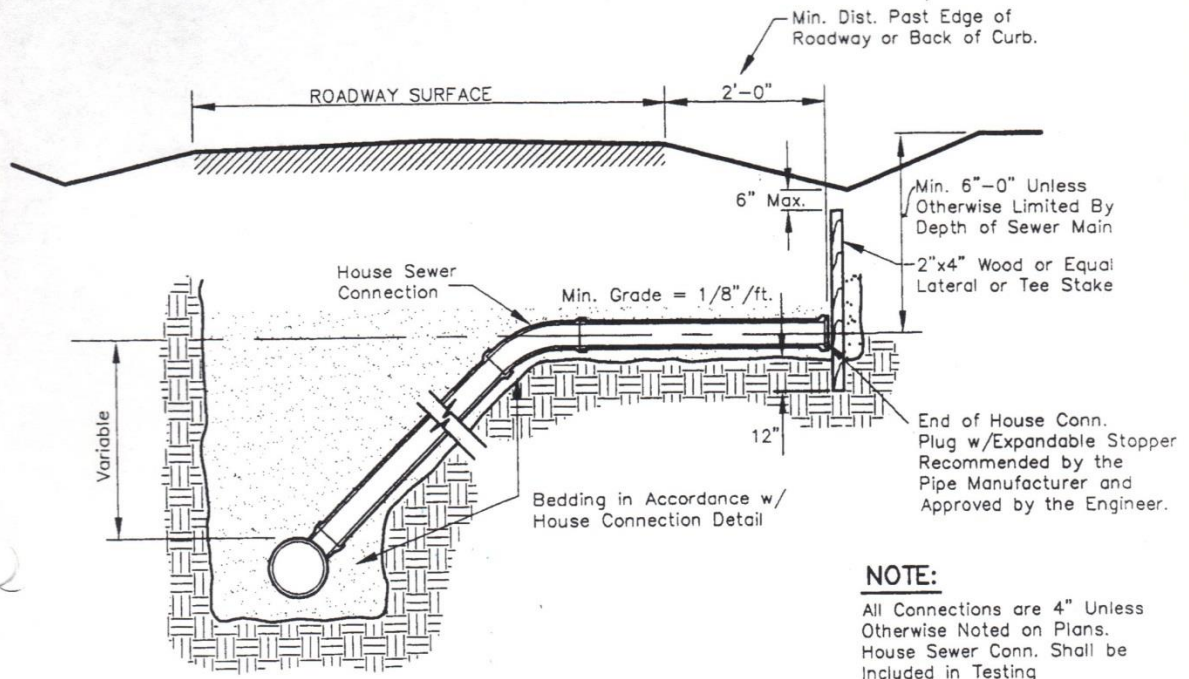 Min. Dist. Past Edge of
Roadway or Back of Curb.
ROADWAY SURFACE
2'-0"
6" Max.
Min. 6"-0" Unless
Otherwise Limited By
Depth of Sewer Main
2"x4" Wood or Equal
Lateral or Tee Stake
House Sewer
Connection
Min. Grade = 1/8"/ft.
Variable
12"
Bedding in Accordance w/
House Connection Detail
End of House Conn.
Plug w/Expandable Stopper
Recommended by the
Pipe Manufacturer and
Approved by the Engineer.
NOTE:
All Connections are 4" Unless
Otherwise Noted on Plans.
House Sewer Conn. Shall be
Included in Testing